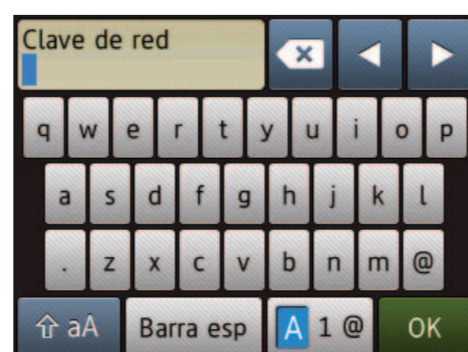 Clave de red
q w e r t y u i o p
a s d f g h j k l
. z x c v b n m @
aA Barra esp A 1 @ OK